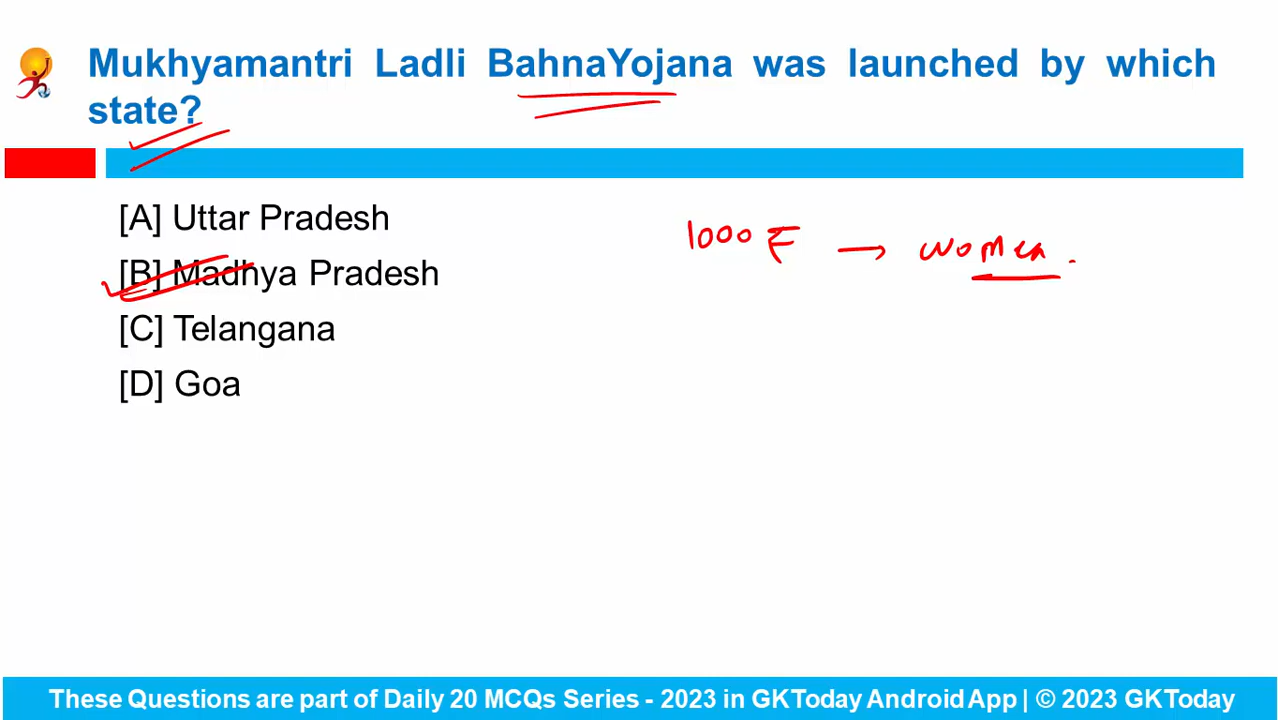 Mukhyamantri Ladli BahnaYojana was launched by which
state?
[A] Uttar Pradesh
[B] Madhya Pradesh
[C] Telangana
[D] Goa
1000 ₹ → women.
These Questions are part of Daily 20 MCQs Series - 2023 in GKToday Android App | © 2023 GKToday